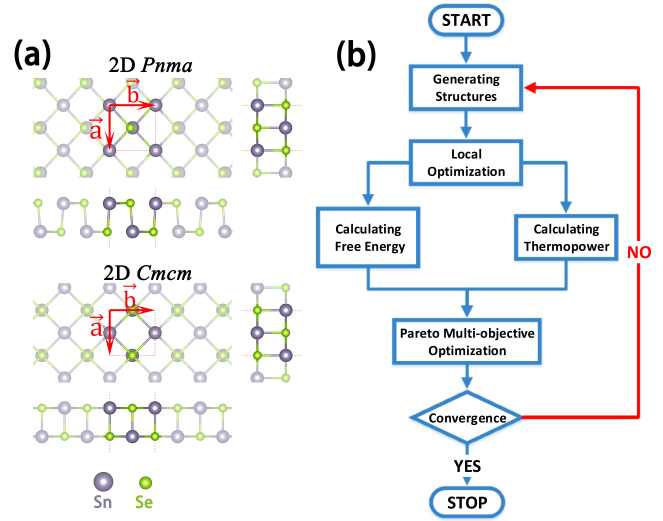 (a)
2D Pnma
b
a
2D Cmcm
b
a
Sn
Se
(b)
START
Generating
Structures
Local
Optimization
Calculating
Free Energy
Calculating
Thermopower
NO
Pareto Multi-objective
Optimization
Convergence
YES
STOP